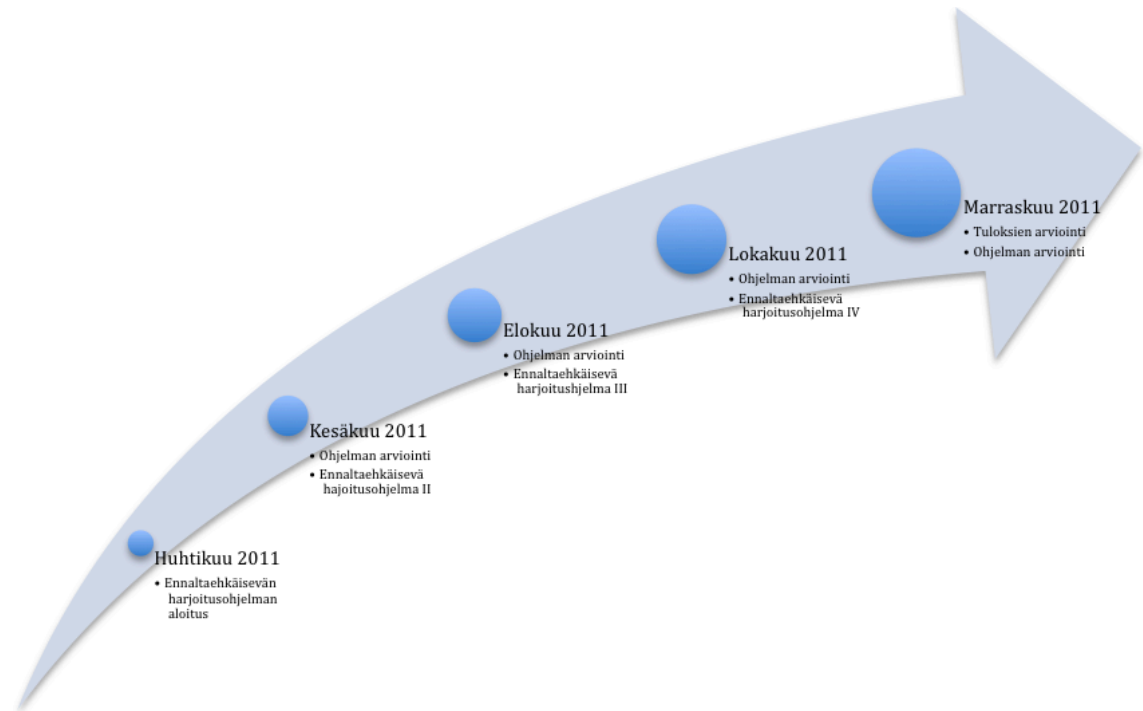 Huhtikuu 2011
• Ennaltaehkäisevän
harjoitusohjelman
aloitus
Kesäkuu 2011
• Ohjelman arviointi
• Ennaltaehkäisevä
hajoitusohjelma II
Elokuu 2011
• Ohjelman arviointi
• Ennaltaehkäisevä
harjoitushjelma III
Lokakuu 2011
• Ohjelman arviointi
• Ennaltaehkäisevä
harjoitusohjelma IV
Marraskuu 2011
• Tuloksien arviointi
• Ohjelman arviointi